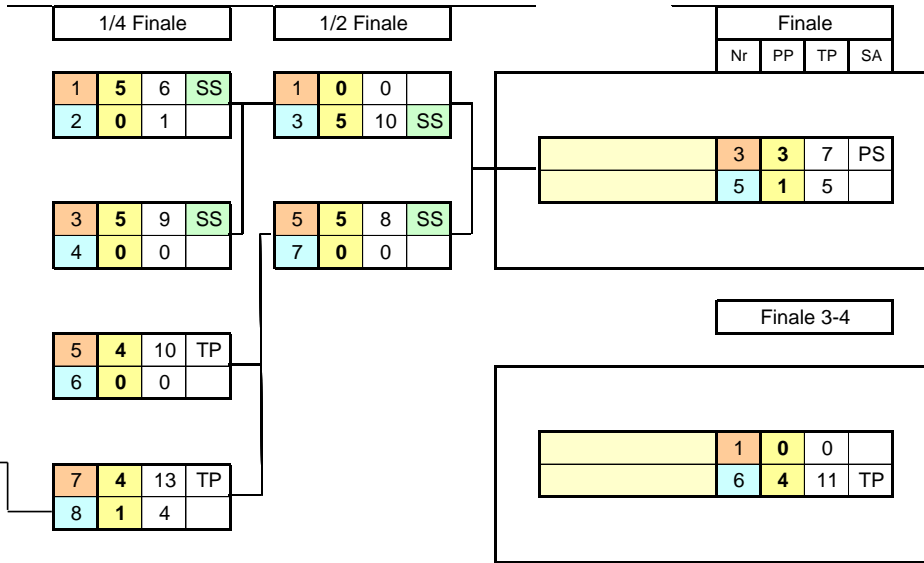 1/4 Finale 1/2 Finale Finale
Nr PP TP SA
1 5 6 SS 1 0 0
2 0 1 3 5 10 SS
3 3 7 PS
5 1 5
3 5 9 SS 5 5 8 SS
4 0 0 7 0 0
Finale 3-4
5 4 10 TP
6 0 0
1 0 0
6 4 11 TP
7 4 13 TP
8 1 4